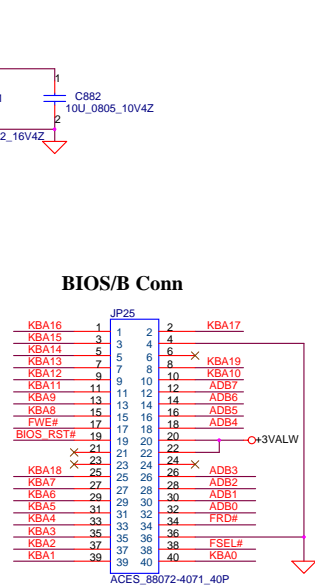 1
C882
10U_0805_10V4Z
2
2_16V4Z
BIOS/B Conn
JP25
KBA16 1 1 2 2 KBA17
KBA15 3 3 4 4
KBA14 5 5 6 6
KBA13 7 7 8 8 KBA19
KBA12 9 9 10 10 KBA10
KBA11 11 11 12 12 ADB7
KBA9 13 13 14 14 ADB6
KBA8 15 15 16 16 ADB5
FWE# 17 17 18 18 ADB4
BIOS_RST# 19 19 20 20 +3VALW
21 21 22 22
23 23 24 24
KBA18 25 25 26 26 ADB3
KBA7 27 27 28 28 ADB2
KBA6 29 29 30 30 ADB1
KBA5 31 31 32 32 ADB0
KBA4 33 33 34 34 FRD#
KBA3 35 35 36 36
KBA2 37 37 38 38 FSEL#
KBA1 39 39 40 40 KBA0
ACES_88072-4071_40P